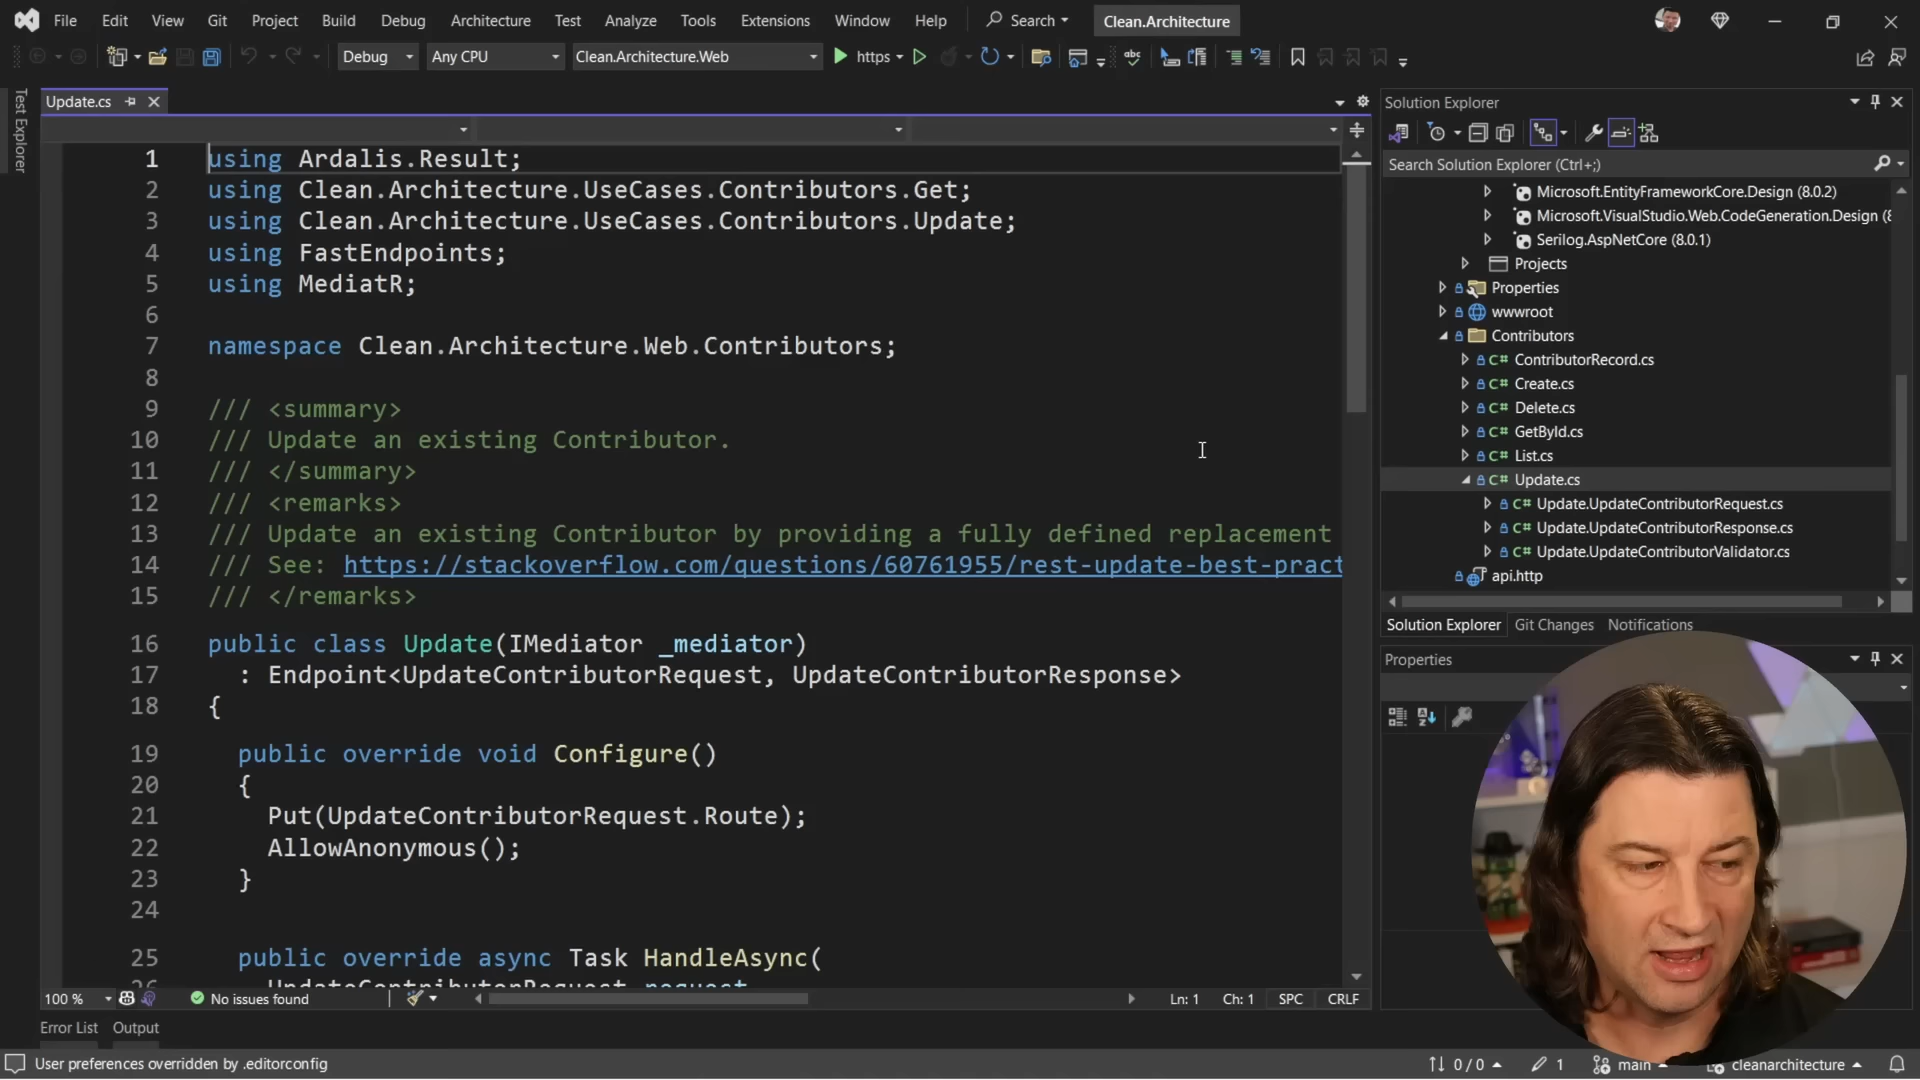 File Edit View Git Project Build Debug Architecture Test Analyze Tools Extensions Window Help Search Clean.Architecture
Debug Any CPU Clean.Architecture.Web https
Test Explorer
Update.cs
1 using Ardalis.Result;
2 using Clean.Architecture.UseCases.Contributors.Get;
3 using Clean.Architecture.UseCases.Contributors.Update;
4 using FastEndpoints;
5 using MediatR;
6
7 namespace Clean.Architecture.Web.Contributors;
8
9 /// <summary>
10 /// Update an existing Contributor.
11 /// </summary>
12 /// <remarks>
13 /// Update an existing Contributor by providing a fully defined replacement
14 /// See: https://stackoverflow.com/questions/60761955/rest-update-best-pract
15 /// </remarks>
16 public class Update(IMediator _mediator)
17 : Endpoint<UpdateContributorRequest, UpdateContributorResponse>
18 {
19 public override void Configure()
20 {
21 Put(UpdateContributorRequest.Route);
22 AllowAnonymous();
23 }
24
25 public override async Task HandleAsync(
26 UpdateContributorRequest request
100 % No issues found Ln: 1 Ch: 1 SPC CRLF
Error List Output
Solution Explorer
Search Solution Explorer (Ctrl+;)
Microsoft.EntityFrameworkCore.Design (8.0.2)
Microsoft.VisualStudio.Web.CodeGeneration.Design (8
Serilog.AspNetCore (8.0.1)
Projects
Properties
wwwroot
Contributors
C# ContributorRecord.cs
C# Create.cs
C# Delete.cs
C# GetById.cs
C# List.cs
C# Update.cs
C# Update.UpdateContributorRequest.cs
C# Update.UpdateContributorResponse.cs
C# Update.UpdateContributorValidator.cs
api.http
Solution Explorer Git Changes Notifications
Properties
User preferences overridden by .editorconfig 0 / 0 1 main cleanarchitecture